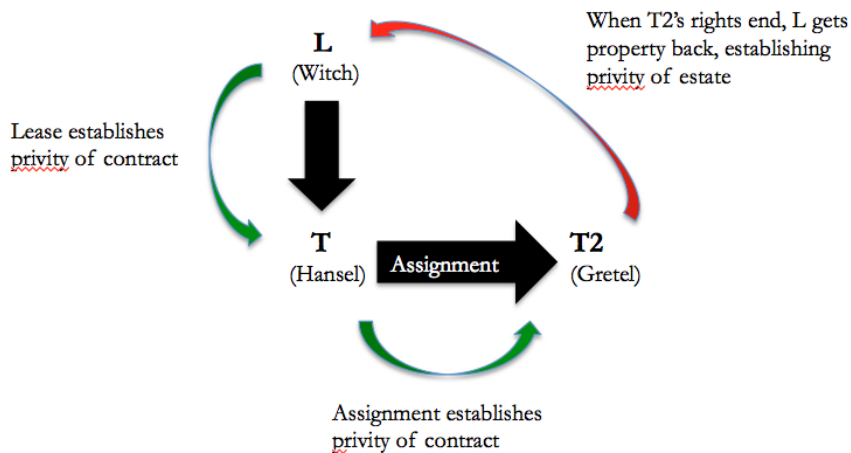 When T2’s rights end, L gets
property back, establishing
privity of estate
L
(Witch)
Lease establishes
privity of contract
T
(Hansel)
Assignment
T2
(Gretel)
Assignment establishes
privity of contract